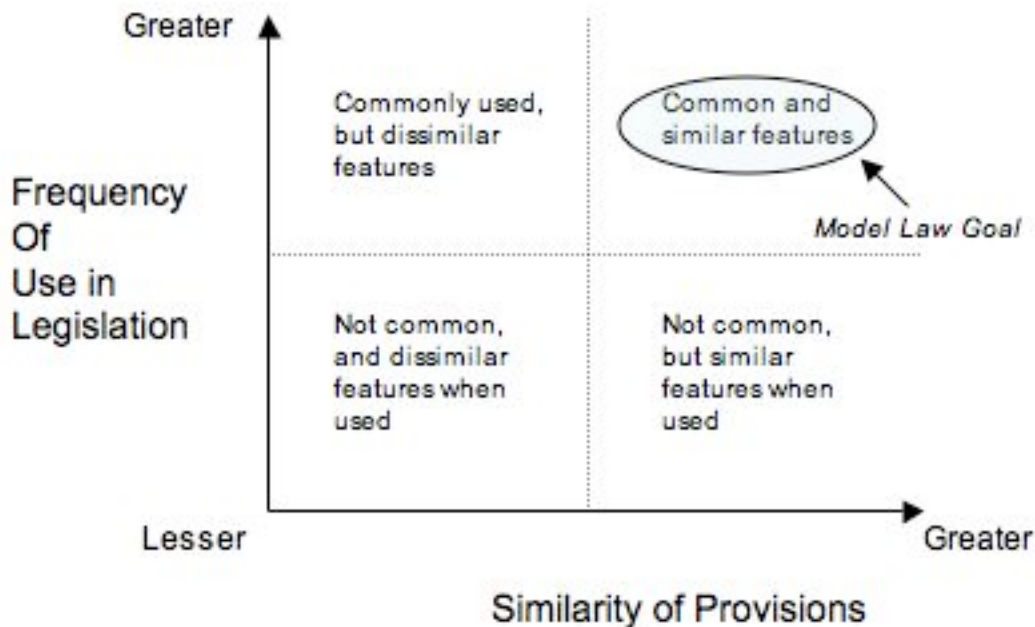 Greater
Commonly used,
but dissimilar
features
Common and
similar features
Model Law Goal
Frequency
Of
Use in
Legislation
Not common,
and dissimilar
features when
used
Not common,
but similar
features when
used
Lesser
Greater
Similarity of Provisions